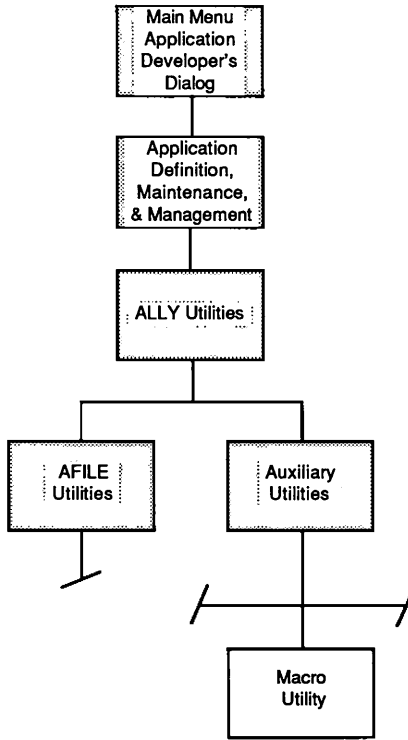 Main Menu
Application
Developer's
Dialog
Application
Definition,
Maintenance,
& Management
ALLY Utilities
AFILE
Utilities
Auxiliary
Utilities
Macro
Utility